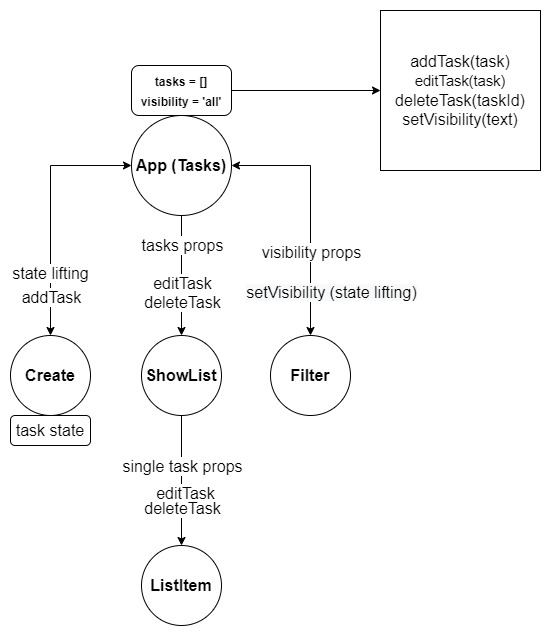 tasks = []
visibility = 'all'
addTask(task)
editTask(task)
deleteTask(taskId)
setVisibility(text)
App (Tasks)
state lifting
addTask
tasks props
editTask
deleteTask
visibility props
setVisibility (state lifting)
Create
task state
ShowList
Filter
single task props
editTask
deleteTask
ListItem